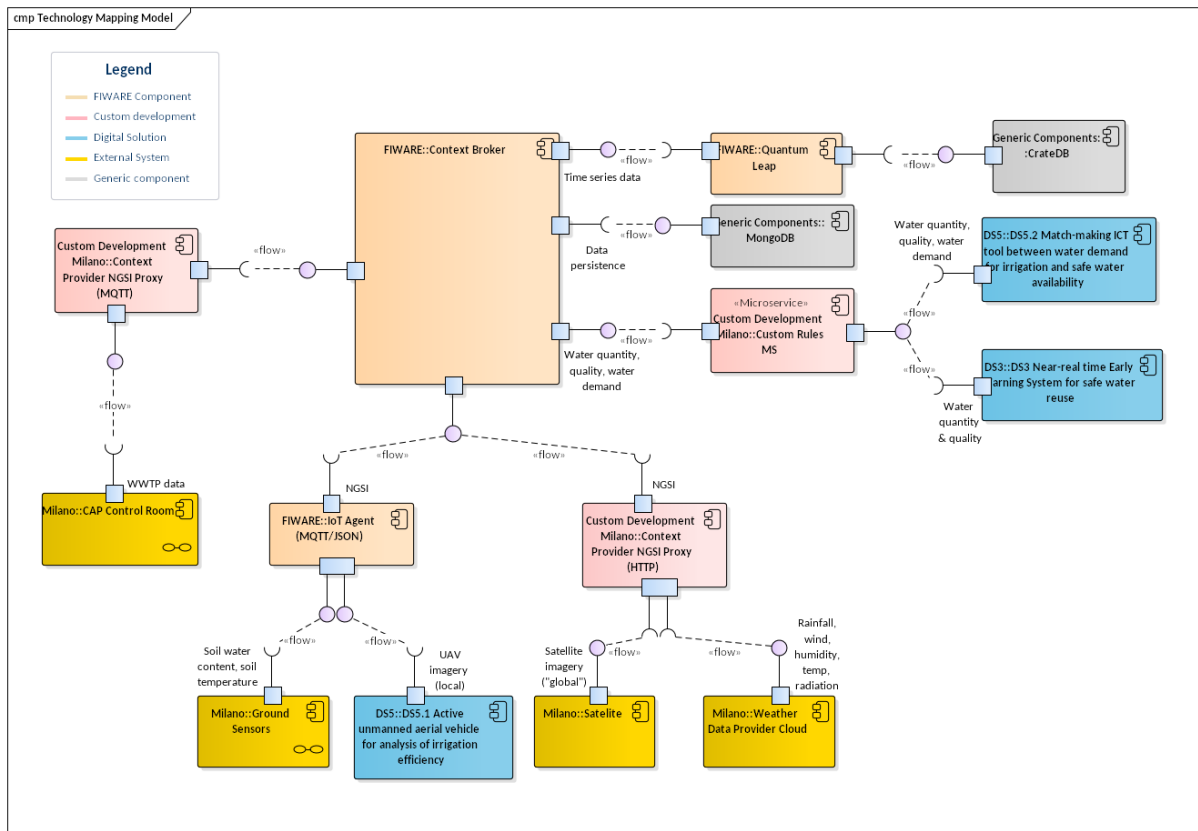 cmp Technology Mapping Model
Legend
FIWARE Component
Custom development
Digital Solution
External System
Generic component
FIWARE::Context Broker
«flow»
Time series data
FIWARE::Quantum
Leap
«flow»
Generic Components:
:CrateDB
«flow»
Data
persistence
Generic Components::
MongoDB
Water quantity,
quality, water
demand
DS5::DS5.2 Match-making ICT
tool between water demand
for irrigation and safe water
availability
Custom Development
Milano::Context
Provider NGSI Proxy
(MQTT)
«flow»
«flow»
Water quantity,
quality, water
demand
«Microservice»
Custom Development
Milano::Custom Rules
MS
«flow»
«flow»
DS3::DS3 Near-real time Early
arning System for safe water
reuse
Water
quantity
& quality
«flow»
WWTP data
Milano::CAP Control Room
«flow»
«flow»
NGSI
NGSI
FIWARE::IoT Agent
(MQTT/JSON)
Custom Development
Milano::Context
Provider NGSI Proxy
(HTTP)
«flow»
«flow»
Soil water
content, soil
temperature
UAV
imagery
(local)
«flow»
«flow»
Satellite
imagery
("global")
Rainfall,
wind,
humidity,
temp,
radiation
Milano::Ground
Sensors
DS5::DS5.1 Active
unmanned aerial vehicle
for analysis of irrigation
efficiency
Milano::Satelite
Milano::Weather
Data Provider Cloud